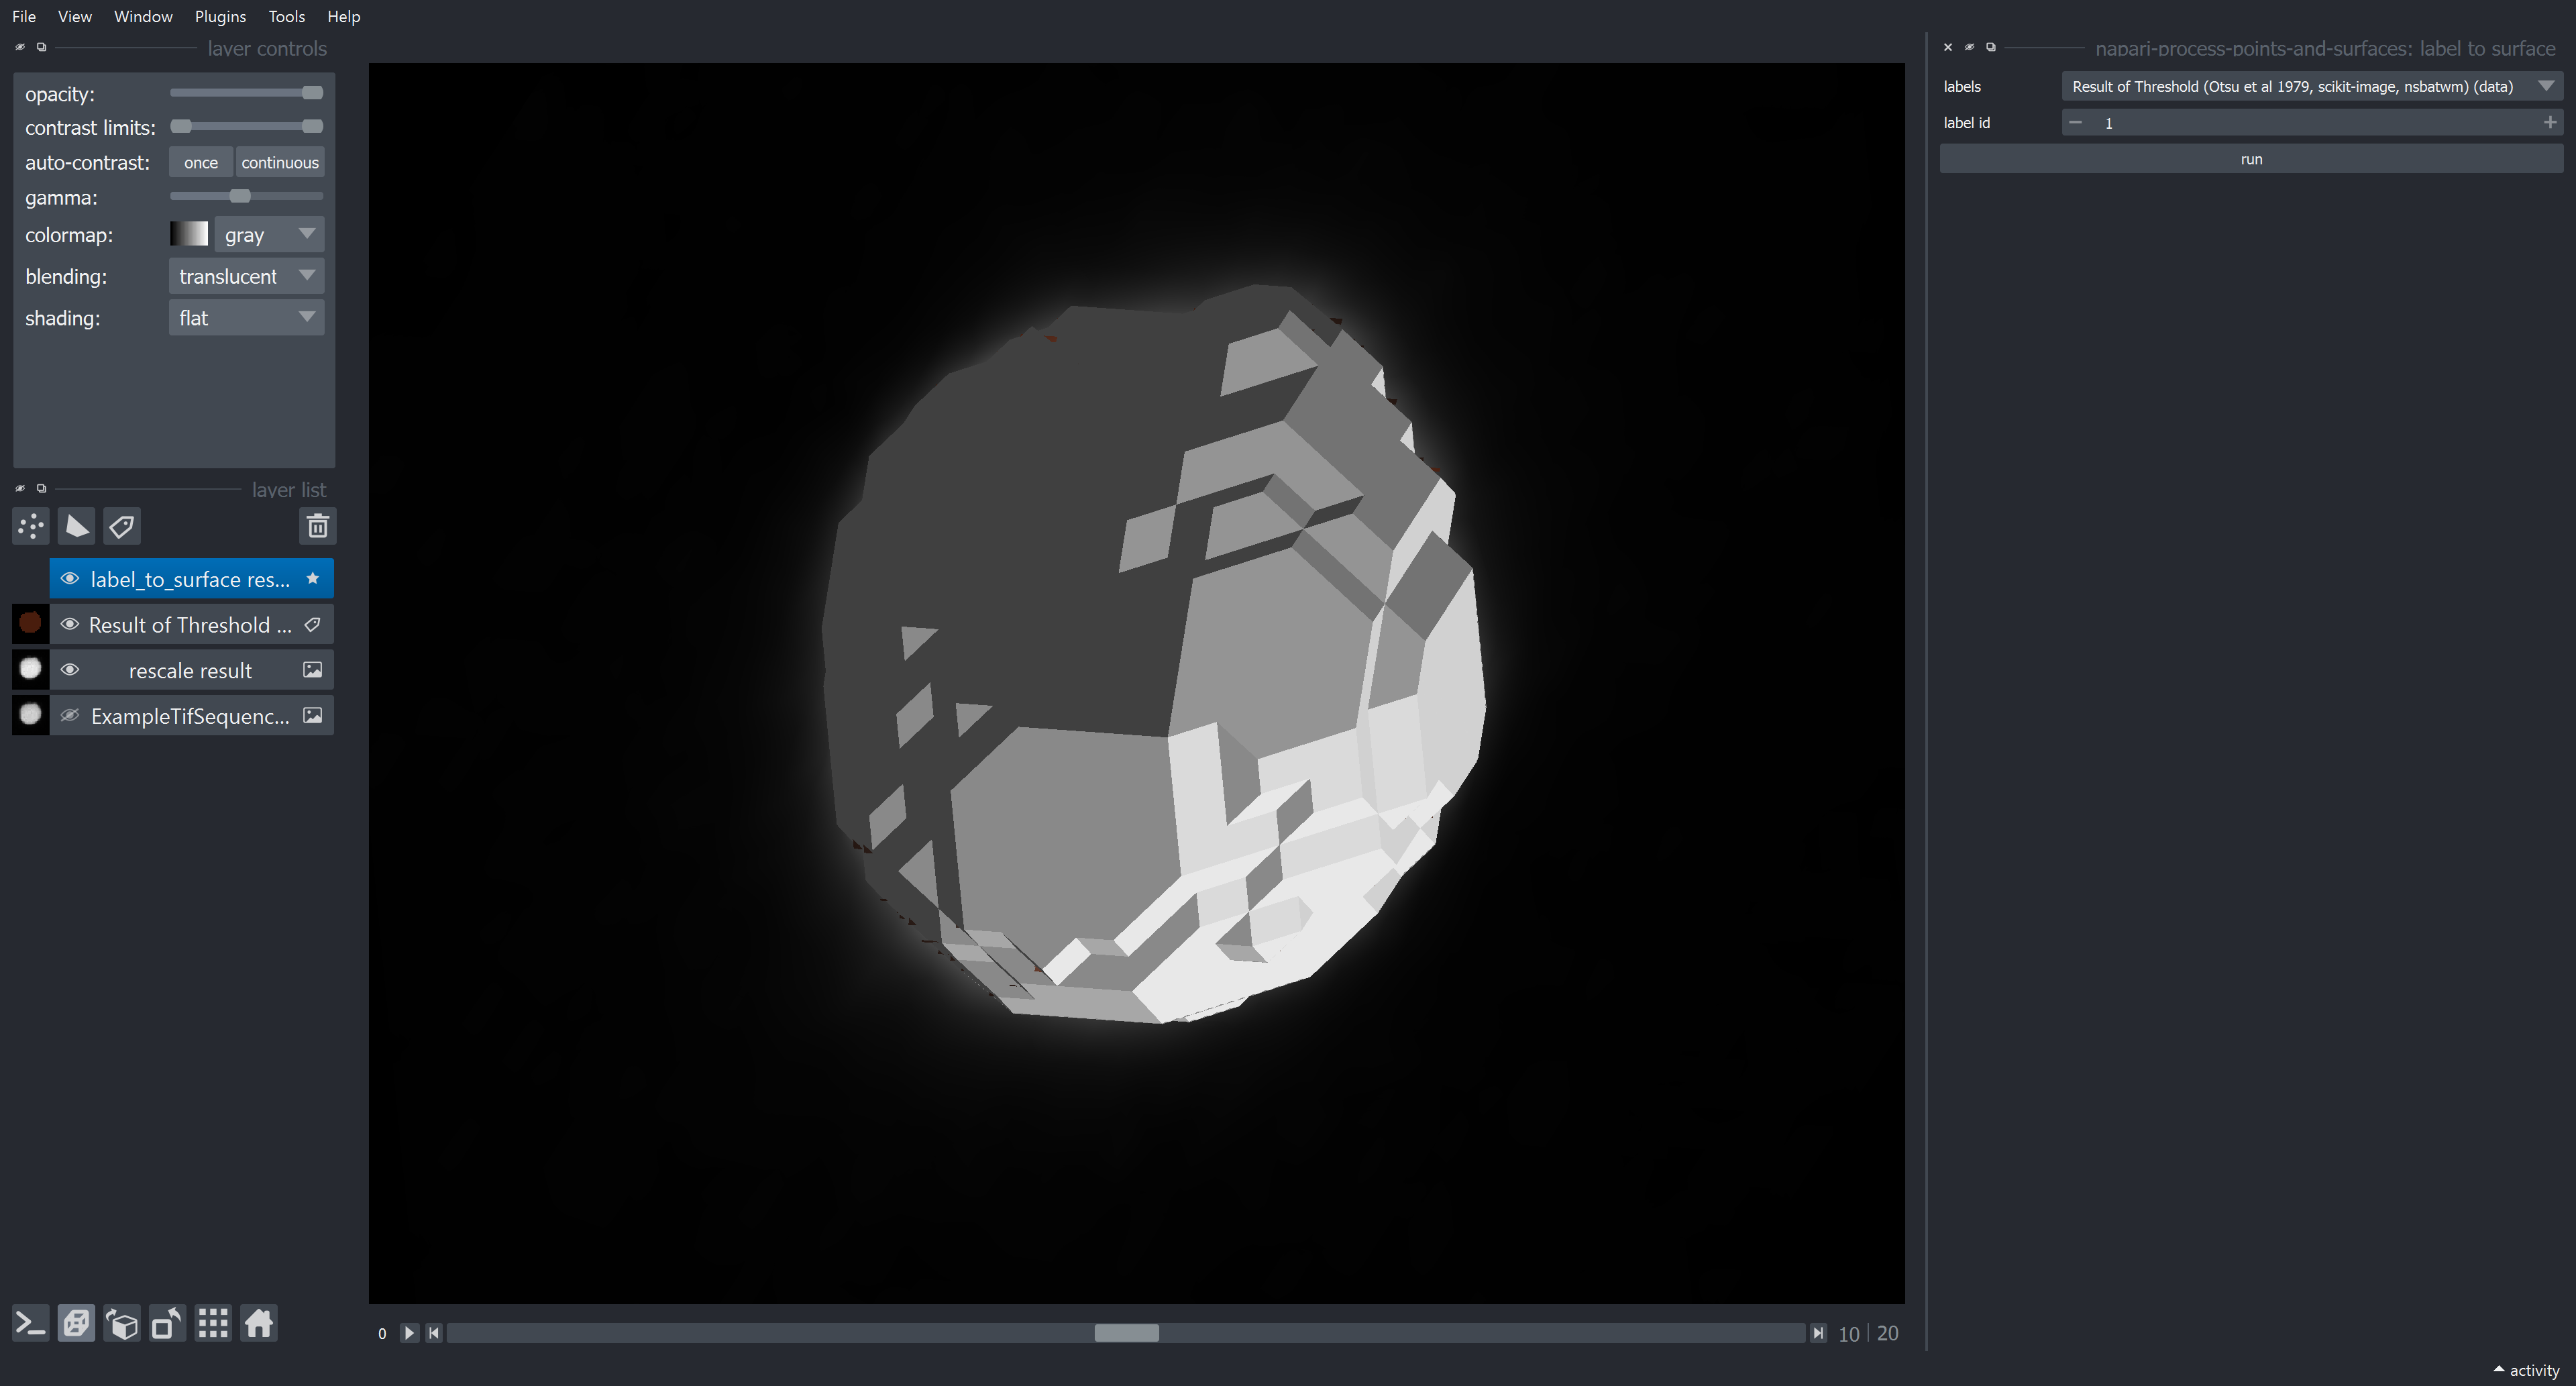 File View Window Plugins Tools Help
layer controls
opacity:
contrast limits:
auto-contrast: once continuous
gamma:
colormap: gray
blending: translucent
shading: flat
layer list
label_to_surface res...
Result of Threshold ...
rescale result
ExampleTifSequenc...
0 10 20
napari-process-points-and-surfaces: label to surface
labels Result of Threshold (Otsu et al 1979, scikit-image, nsbatwm) (data)
label id 1
run
activity